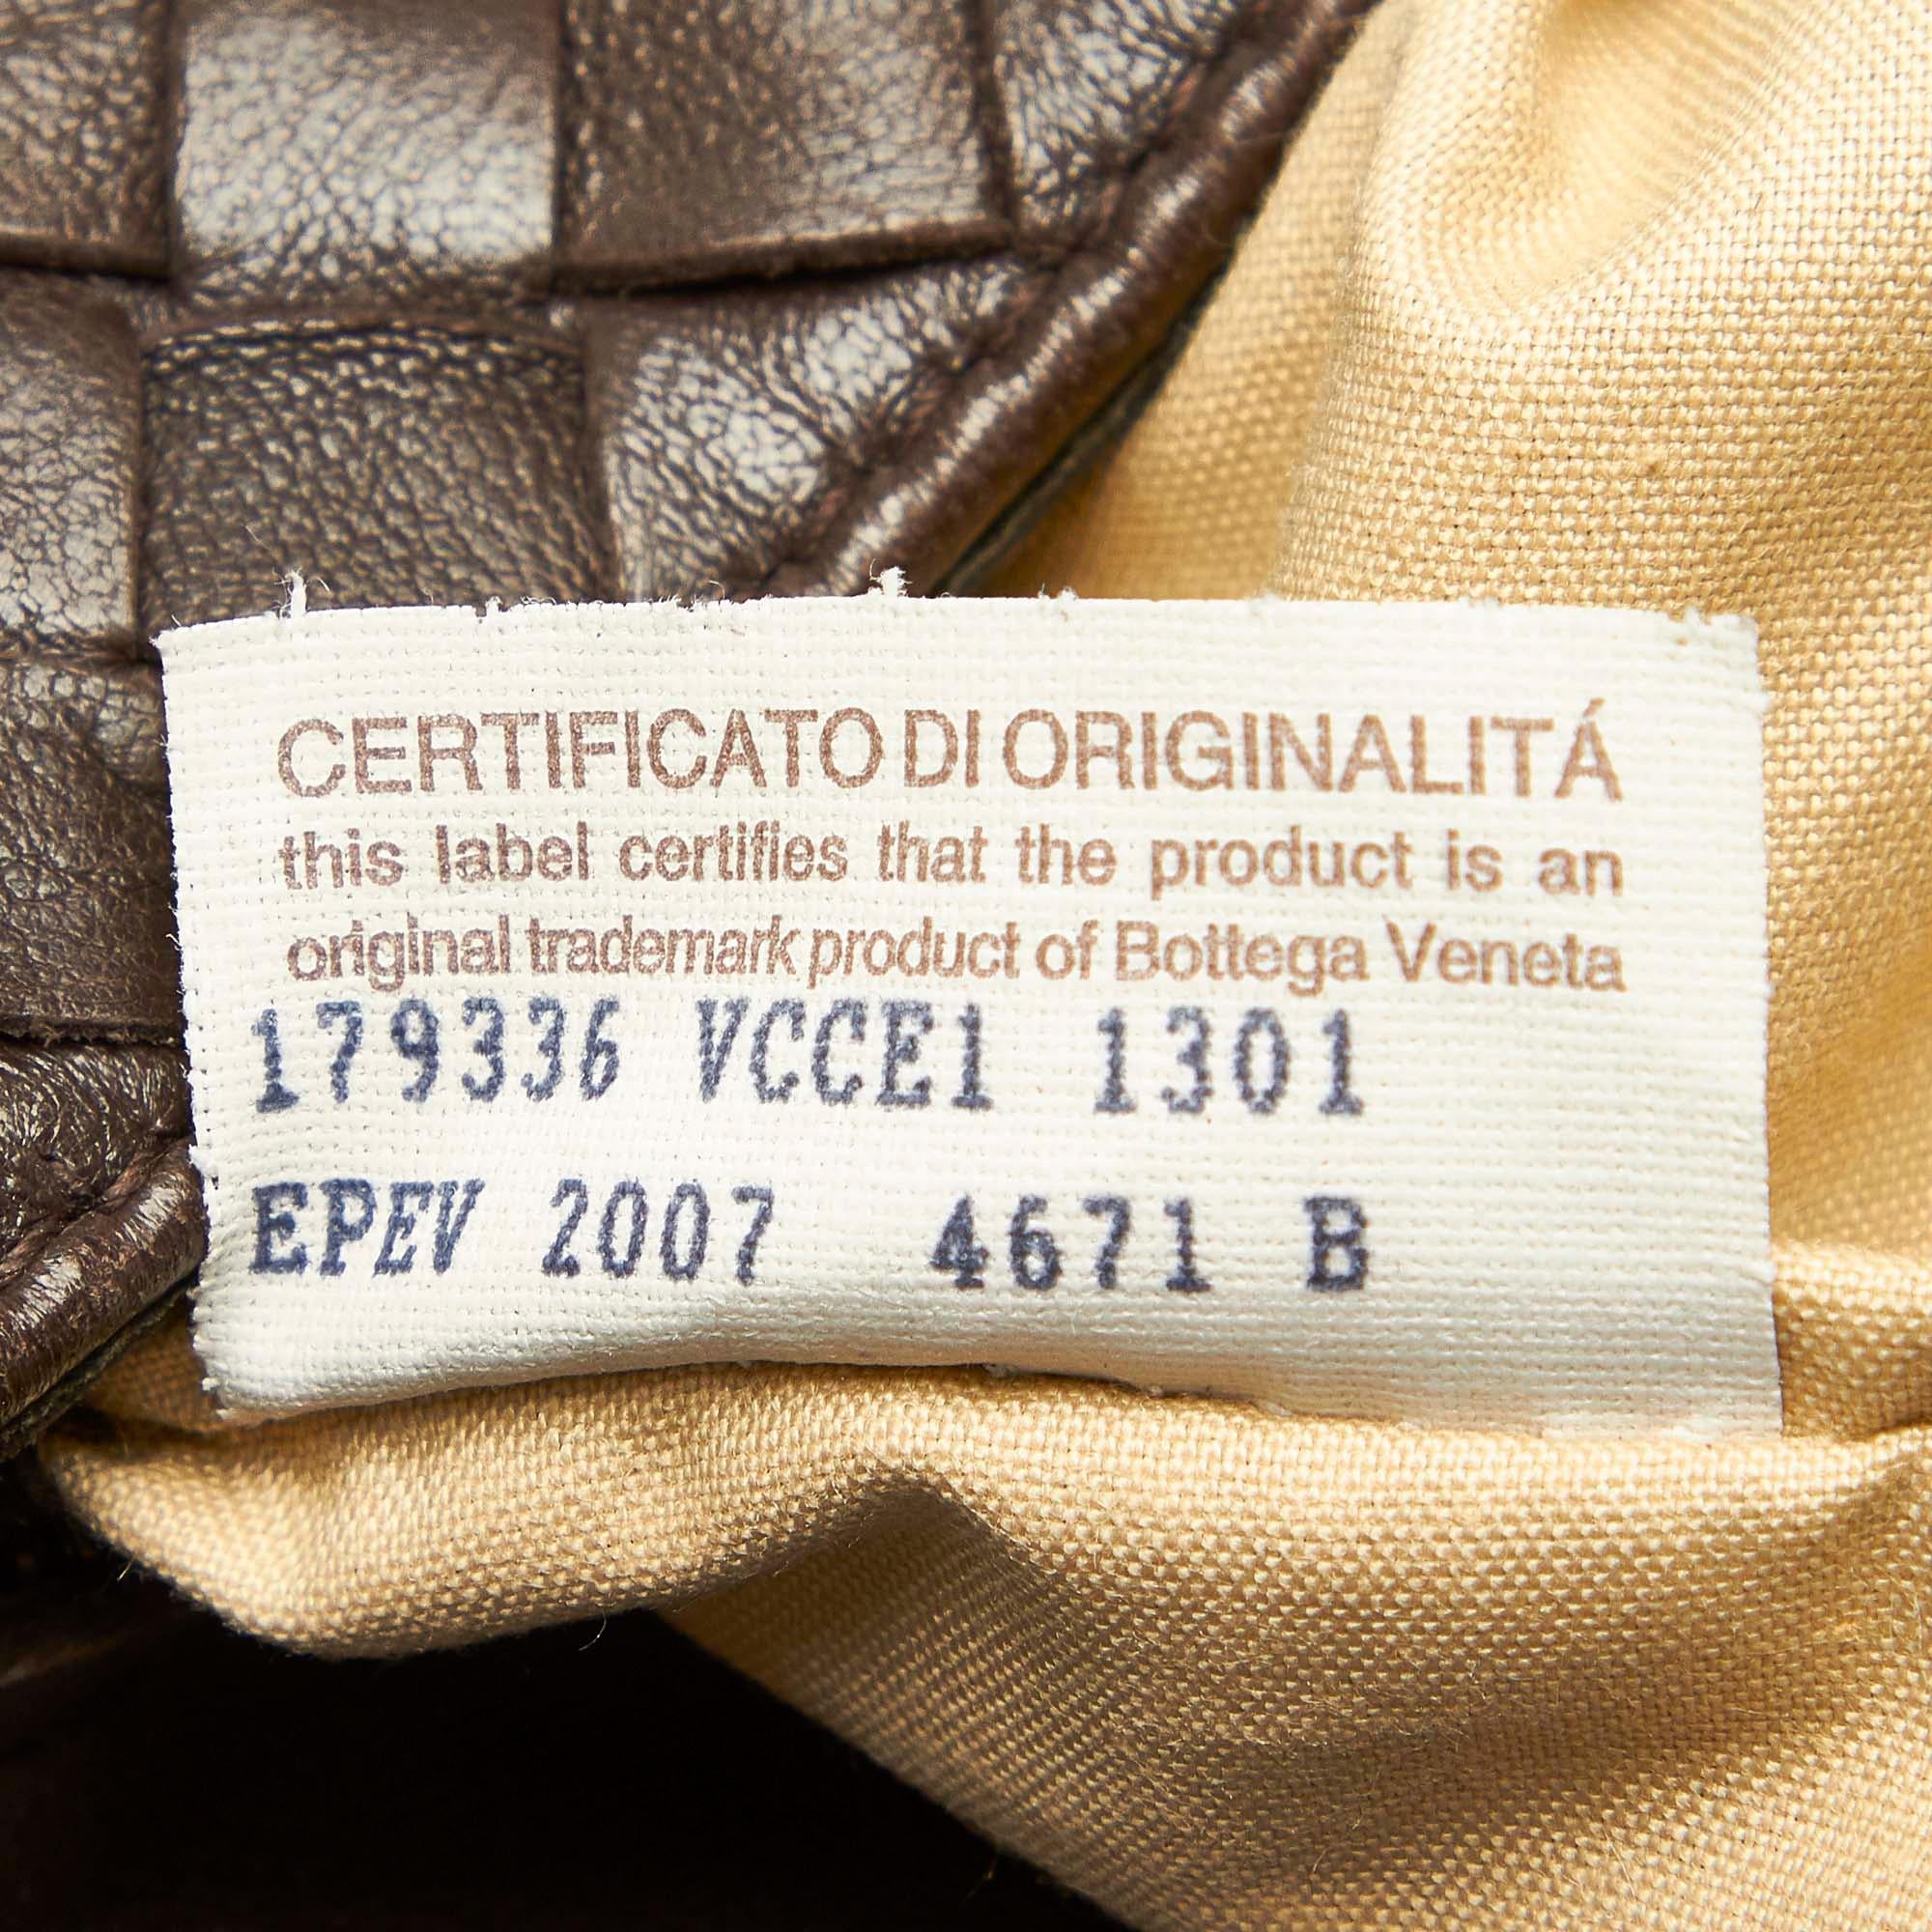 CERTIFICATO DI ORIGINALITÁ
this label certifies that the product is an
original trademark product of Bottega Veneta
179336 VCCE1 1301
EPEV 2007 4671 B